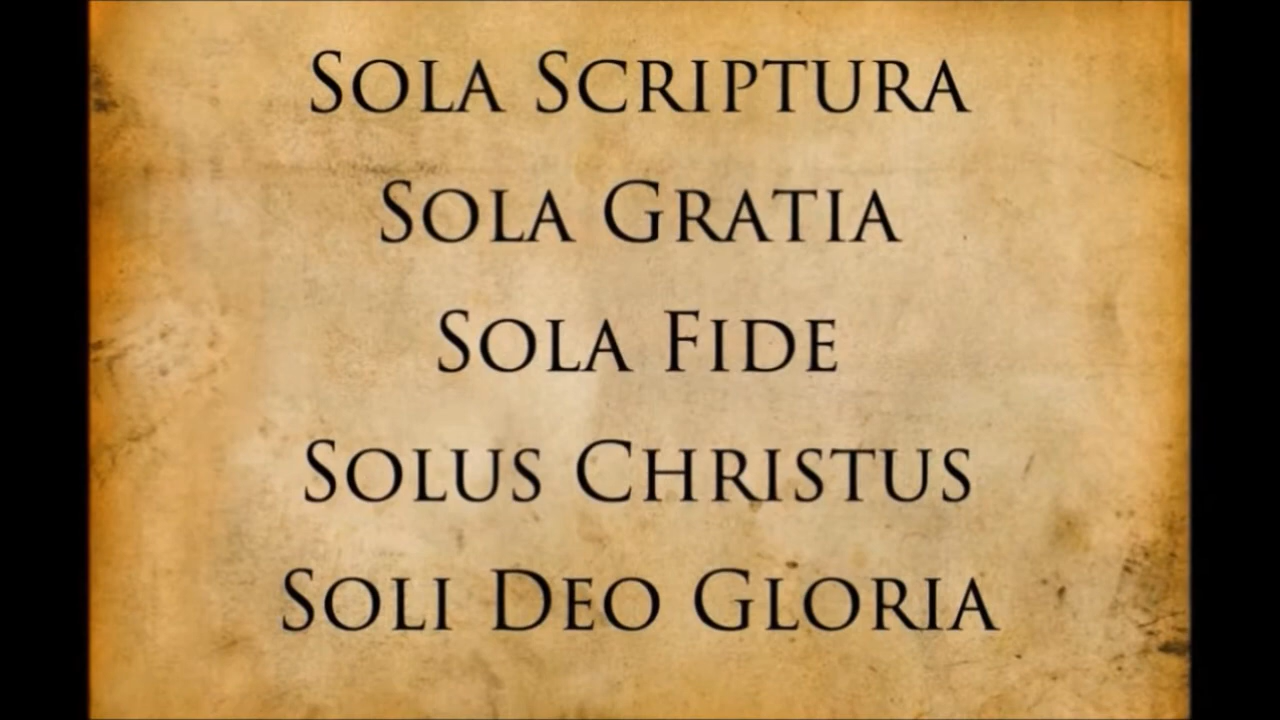 Sola Scriptura
Sola Gratia
Sola Fide
Solus Christus
Soli Deo Gloria